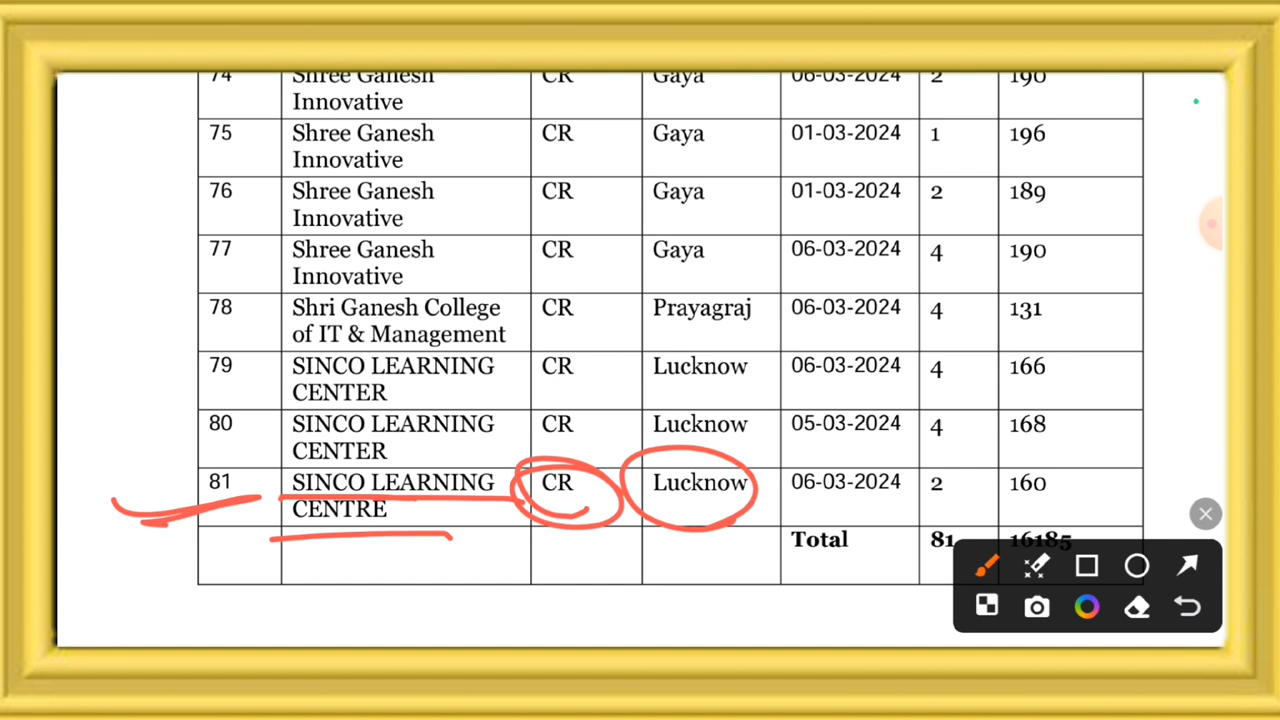 74 Shree Ganesh CR Gaya 06-03-2024 2 190
Innovative
75 Shree Ganesh CR Gaya 01-03-2024 1 196
Innovative
76 Shree Ganesh CR Gaya 01-03-2024 2 189
Innovative
77 Shree Ganesh CR Gaya 06-03-2024 4 190
Innovative
78 Shri Ganesh College CR Prayagraj 06-03-2024 4 131
of IT & Management
79 SINCO LEARNING CR Lucknow 06-03-2024 4 166
CENTER
80 SINCO LEARNING CR Lucknow 05-03-2024 4 168
CENTER
81 SINCO LEARNING CR Lucknow 06-03-2024 2 160
CENTRE
Total 81 16185